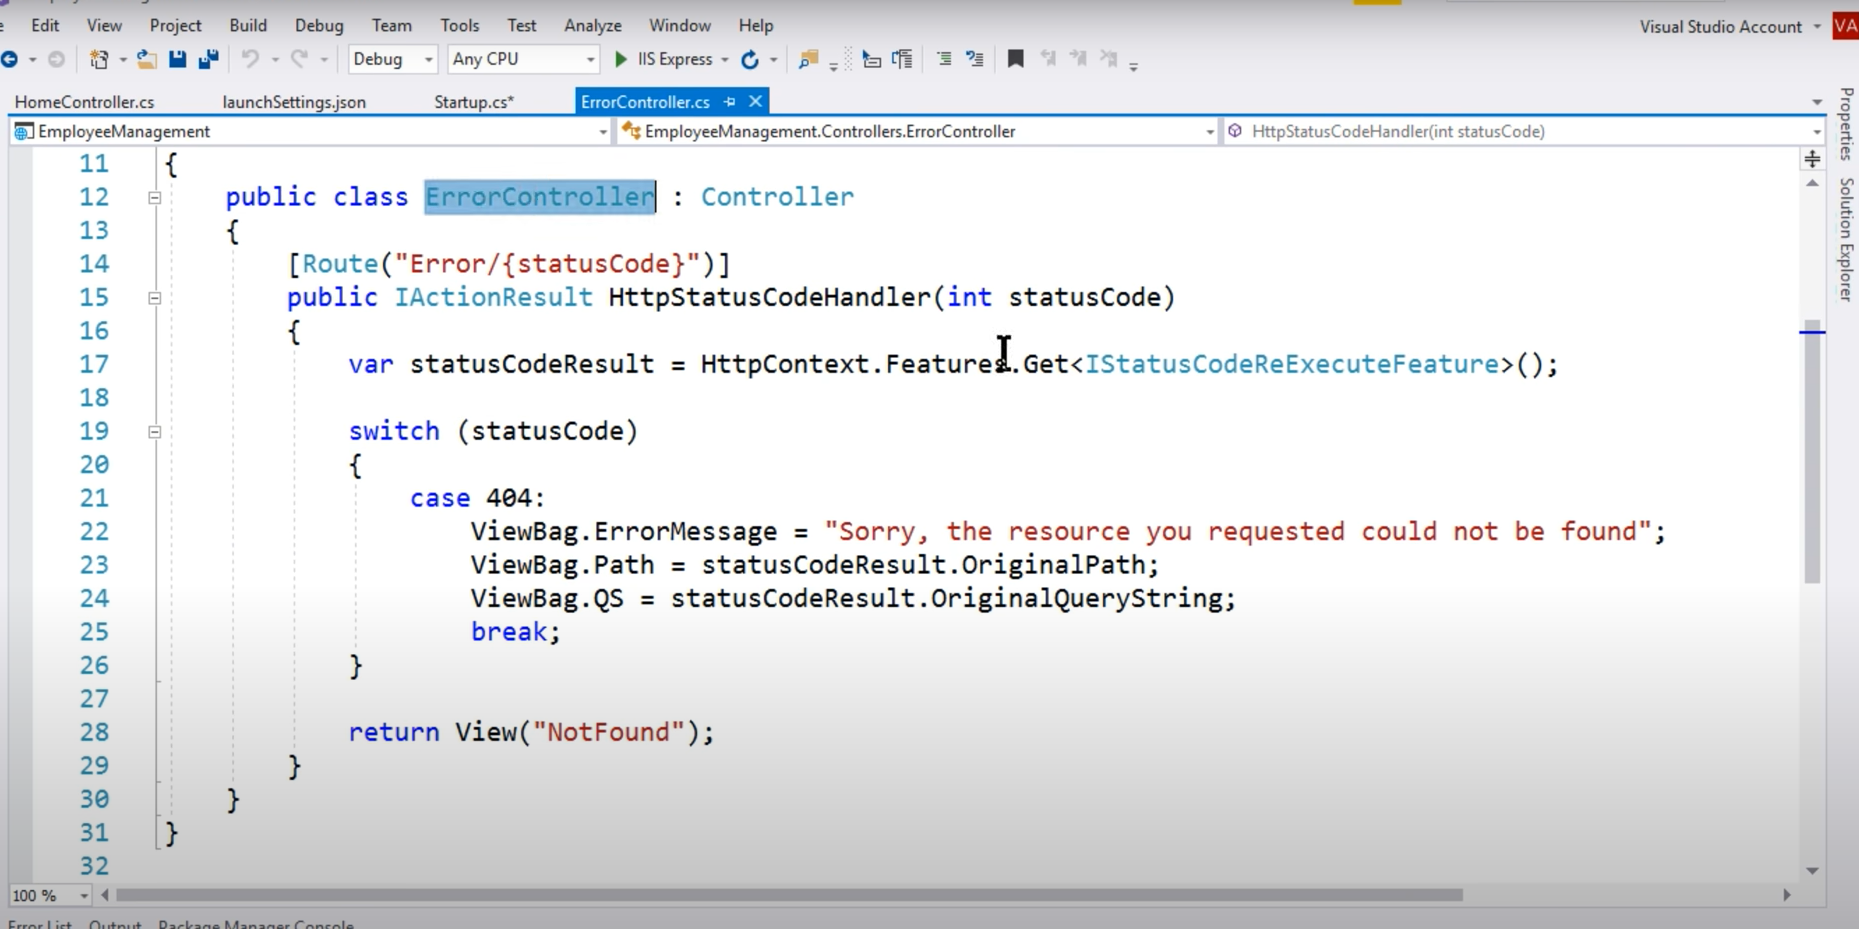 Edit View Project Build Debug Team Tools Test Analyze Window Help Visual Studio Account VA
Debug Any CPU IIS Express
HomeController.cs launchSettings.json Startup.cs* ErrorController.cs
EmployeeManagement EmployeeManagement.Controllers.ErrorController HttpStatusCodeHandler(int statusCode)
11 {
12 public class ErrorController : Controller
13 {
14 [Route("Error/{statusCode}")]
15 public IActionResult HttpStatusCodeHandler(int statusCode)
16 {
17 var statusCodeResult = HttpContext.Features.Get<IStatusCodeReExecuteFeature>();
18
19 switch (statusCode)
20 {
21 case 404:
22 ViewBag.ErrorMessage = "Sorry, the resource you requested could not be found";
23 ViewBag.Path = statusCodeResult.OriginalPath;
24 ViewBag.QS = statusCodeResult.OriginalQueryString;
25 break;
26 }
27
28 return View("NotFound");
29 }
30 }
31 }
32
100 %
Error List Output Package Manager Console
Properties
Solution Explorer